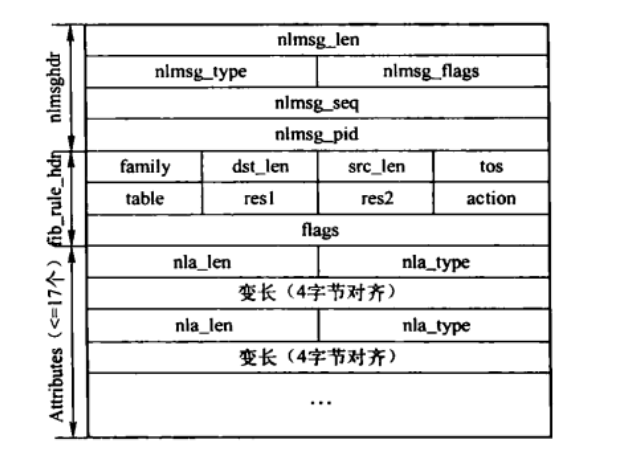 nlmsghdr
nlmsg_len
nlmsg_type nlmsg_flags
nlmsg_seq
nlmsg_pid
fib_rule_hdn
family dst_len src_len tos
table res1 res2 action
flags
Attributes（<=17个）
nla_len nla_type
变长（4字节对齐）
nla_len nla_type
变长（4字节对齐）
…